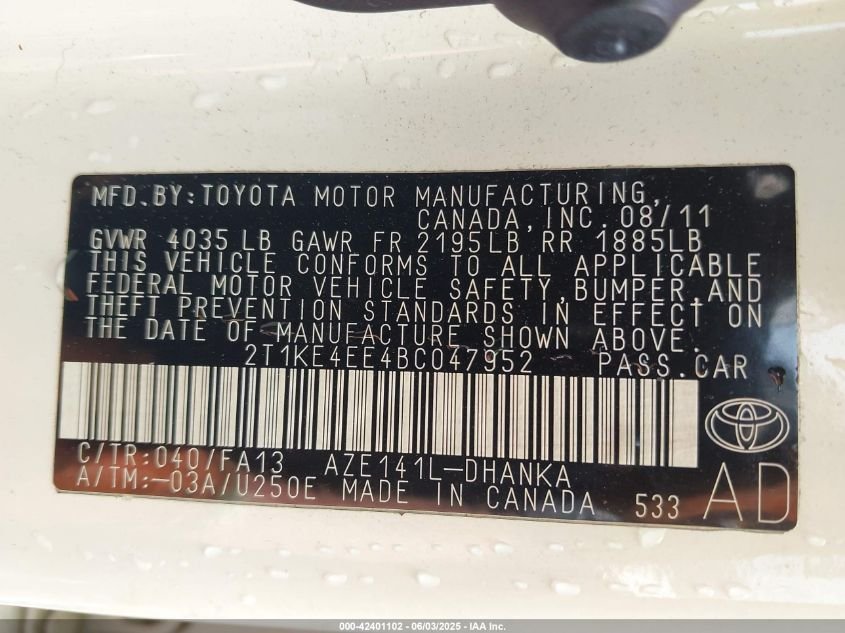 MFD.BY:TOYOTA MOTOR MANUFACTURING,
CANADA,INC. 08/11
GVWR 4035 LB GAWR FR 2195LB RR 1885LB
THIS VEHICLE CONFORMS TO ALL APPLICABLE
FEDERAL MOTOR VEHICLE SAFETY,BUMPER,AND
THEFT PREVENTION STANDARDS IN EFFECT ON
THE DATE OF MANUFACTURE SHOWN ABOVE.
2T1KE4EE4BC047952 PASS.CAR
C/TR:040/FA13 AZE141L-DHANKA
A/TM:-03A/U250E MADE IN CANADA 533 AD
000-42401102 - 06/03/2025 - IAA Inc.